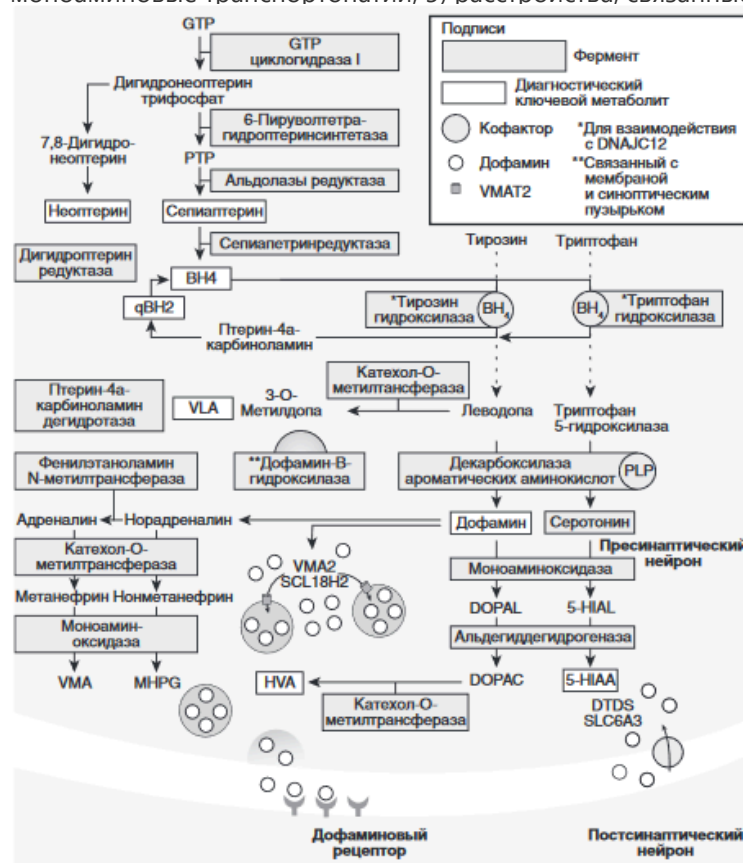 моноаминовые транспортопатии; 5) расстройства, связанны
GTP
GTP
циклогидраза I
Дигидронеоптерин
трифосфат
7,8-Дигидро-
неоптерин
6-Пируволтетра-
гидроптеринсинтетаза
PTP
Альдолазы редуктаза
Неоптерин
Сепиаптерин
Сепиапетринредуктаза
Дигидроптерин
редуктаза
BH4
qBH2
Птерин-4а-
карбиноламин
Подписи
Фермент
Диагностический
ключевой метаболит
Кофактор
*Для взаимодействия
с DNAJC12
Дофамин
**Связанный с
мембраной
и синоптическим
пузырьком
VMAT2
Тирозин
Триптофан
*Тирозин
гидроксилаза
BH4
BH4
*Триптофан
гидроксилаза
Катехол-О-
метилтансфераза
Птерин-4а-
карбиноламин
дегидротаза
VLA
3-О-
Метилдопа
Леводопа
Триптофан
5-гидроксилаза
Фенилэтаноламин
N-метилтрансфераза
**Дофамин-В-
гидроксилаза
Декарбоксилаза
ароматических аминокислот
PLP
Адреналин
Норадреналин
Дофамин
Серотонин
Пресинаптический
нейрон
Катехол-О-
метилтрансфераза
VMA2
SCL18H2
Моноаминоксидаза
Метанефрин
Нонметанефрин
DOPAL
5-HIAL
Моноамин-
оксидаза
Альдегиддегидрогеназа
VMA
MHPG
HVA
DOPAC
5-HIAA
Катехол-О-
метилтрансфераза
DTDS
SLC6A3
Дофаминовый
рецептор
Постсинаптический
нейрон